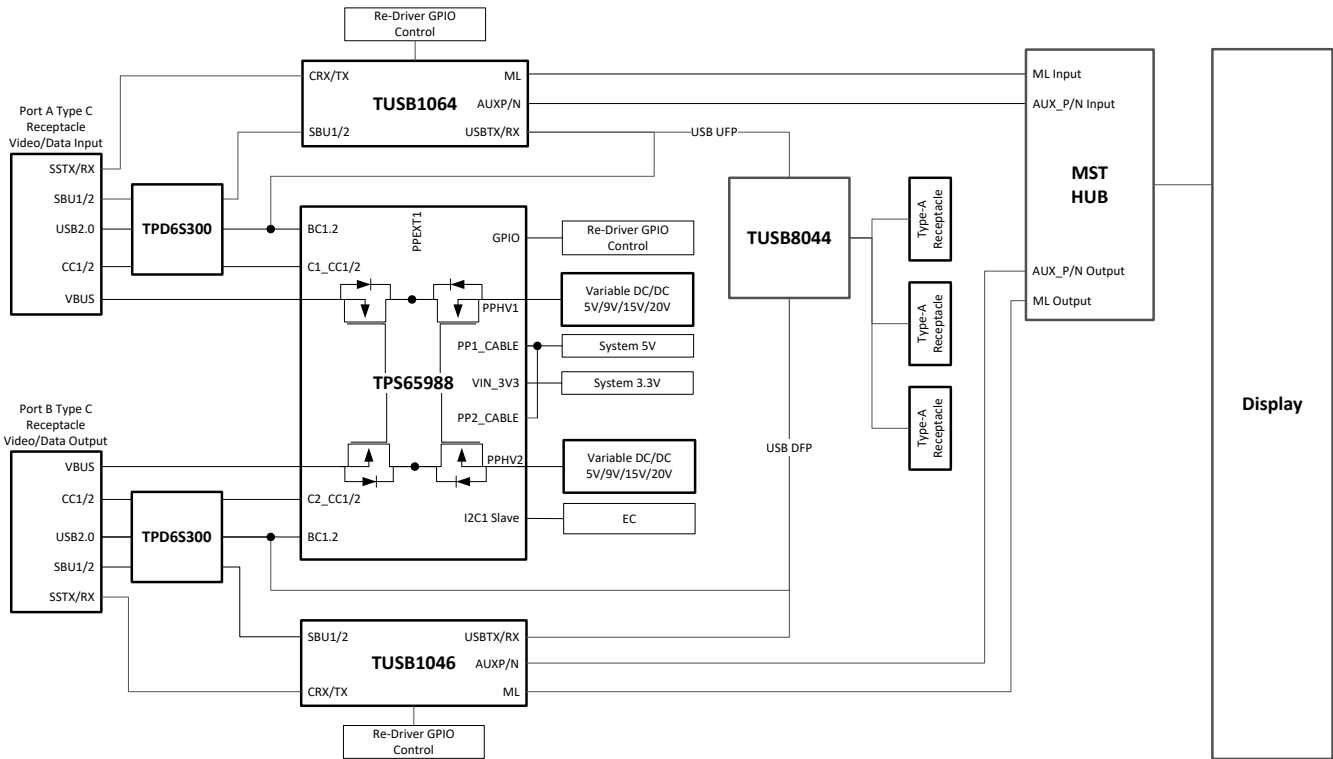 Re-Driver GPIO
Control
CRX/TX
ML
TUSB1064
AUXP/N
SBU1/2
USBTX/RX
USB UFP
Port A Type C
Receptacle
Video/Data Input
SSTX/RX
SBU1/2
USB2.0
CC1/2
VBUS
TPD6S300
BC1.2
C1_CC1/2
PPEXT1
GPIO
PPHV1
PP1_CABLE
TPS65988
VIN_3V3
PP2_CABLE
PPHV2
C2_CC1/2
I2C1 Slave
BC1.2
Re-Driver GPIO
Control
Variable DC/DC
5V/9V/15V/20V
System 5V
System 3.3V
Variable DC/DC
5V/9V/15V/20V
EC
Port B Type C
Receptacle
Video/Data Output
VBUS
CC1/2
USB2.0
SBU1/2
SSTX/RX
TPD6S300
SBU1/2
USBTX/RX
TUSB1046
AUXP/N
CRX/TX
ML
Re-Driver GPIO
Control
TUSB8044
USB DFP
Type-A
Receptacle
Type-A
Receptacle
Type-A
Receptacle
ML Input
AUX_P/N Input
MST
HUB
AUX_P/N Output
ML Output
Display